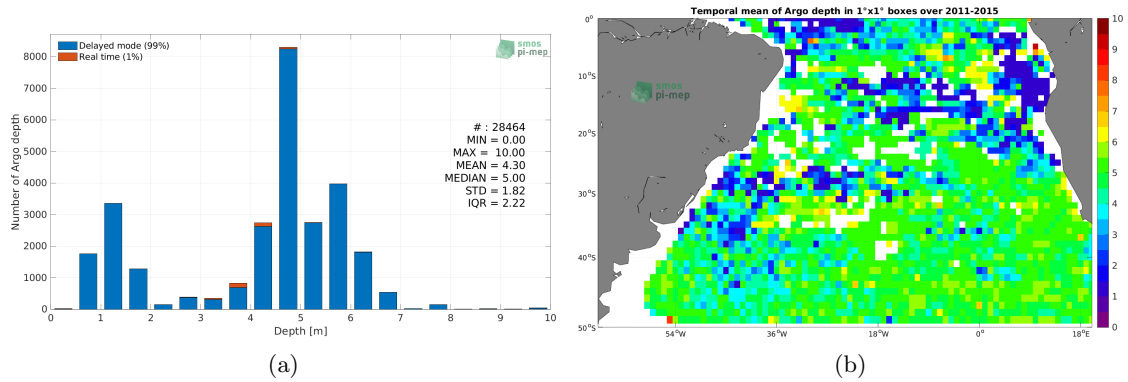 Delayed mode (99%)
Real time (1%)
smos
pi-mep
# : 28464
MIN = 0.00
MAX = 10.00
MEAN = 4.30
MEDIAN = 5.00
STD = 1.82
IQR = 2.22
Number of Argo depth
8000
7000
6000
5000
4000
3000
2000
1000
0
0 1 2 3 4 5 6 7 8 9 10
Depth [m]
(a)
Temporal mean of Argo depth in 1°x1° boxes over 2011-2015
smos
pi-mep
0°
10°S
20°S
30°S
40°S
50°S
54°W 36°W 18°W 0° 18°E
10
9
8
7
6
5
4
3
2
1
0
(b)